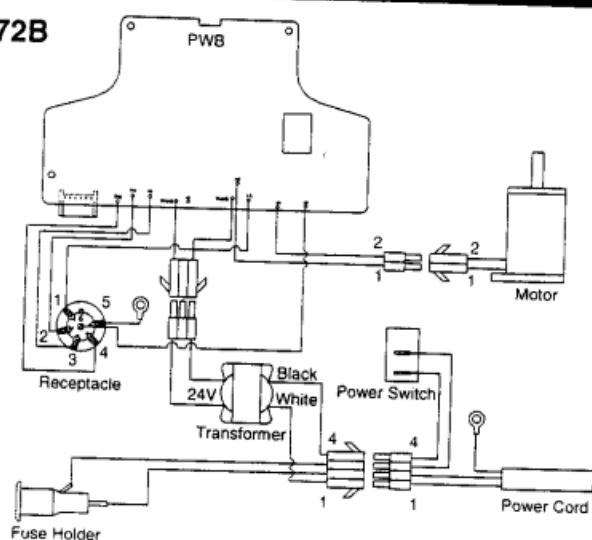 72B
PWB
2
2
1
1
Motor
1
5
2
3
4
Receptacle
Black
24V
White
Transformer
Power Switch
4
4
1
1
Power Cord
Fuse Holder